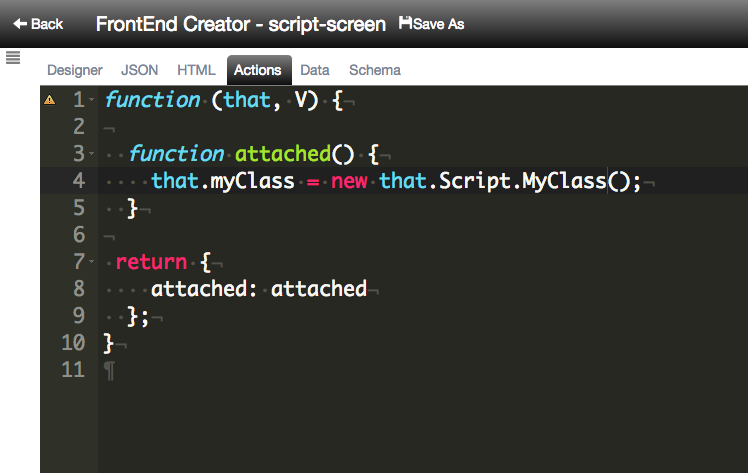 Back FrontEnd Creator - script-screen Save As
Designer JSON HTML Actions Data Schema
1 function (that, V) {
2
3   function attached() {
4     that.myClass = new that.Script.MyClass();
5   }
6
7  return {
8     attached: attached
9   };
10 }
11